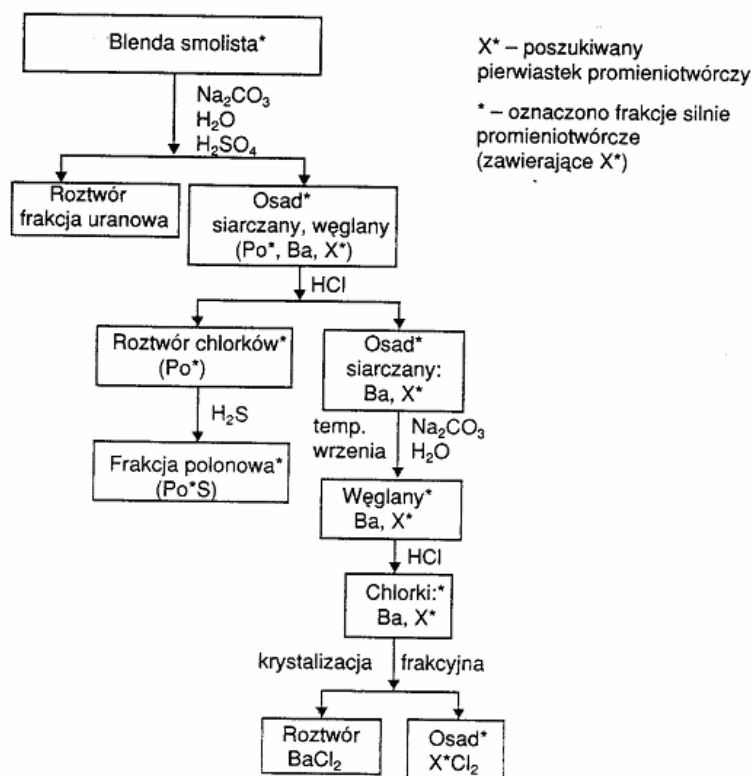 Blenda smolista*
X* – poszukiwany
pierwiastek promieniotwórczy
* – oznaczono frakcje silnie
promieniotwórcze
(zawierające X*)
Na₂CO₃
H₂O
H₂SO₄
Roztwór
frakcja uranowa
Osad*
siarczany, węglany
(Po*, Ba, X*)
HCl
Roztwór chlorków*
(Po*)
Osad*
siarczany:
Ba, X*
H₂S
temp.
wrzenia
Na₂CO₃
H₂O
Frakcja polonowa*
(Po*S)
Węglany*
Ba, X*
HCl
Chlorki:*
Ba, X*
krystalizacja frakcyjna
Roztwór
BaCl₂
Osad*
X*Cl₂